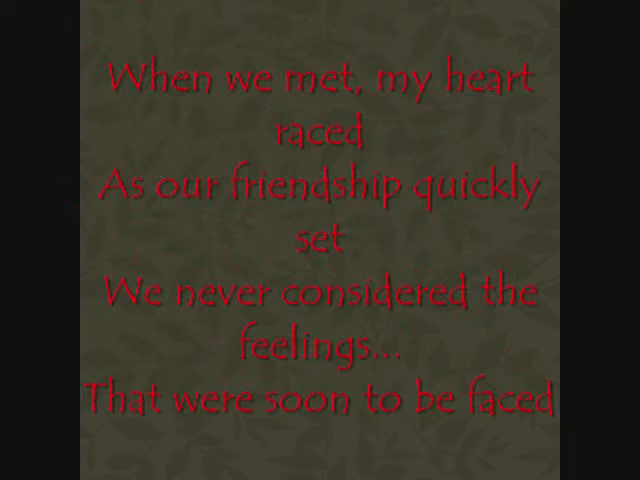 When we met, my heart
raced
As our friendship quickly
set
We never considered the
feelings...
That were soon to be faced